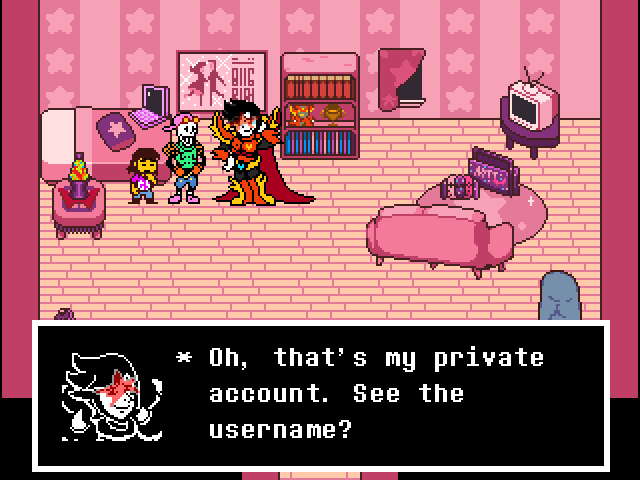 * Oh, that's my private
account. See the
username?